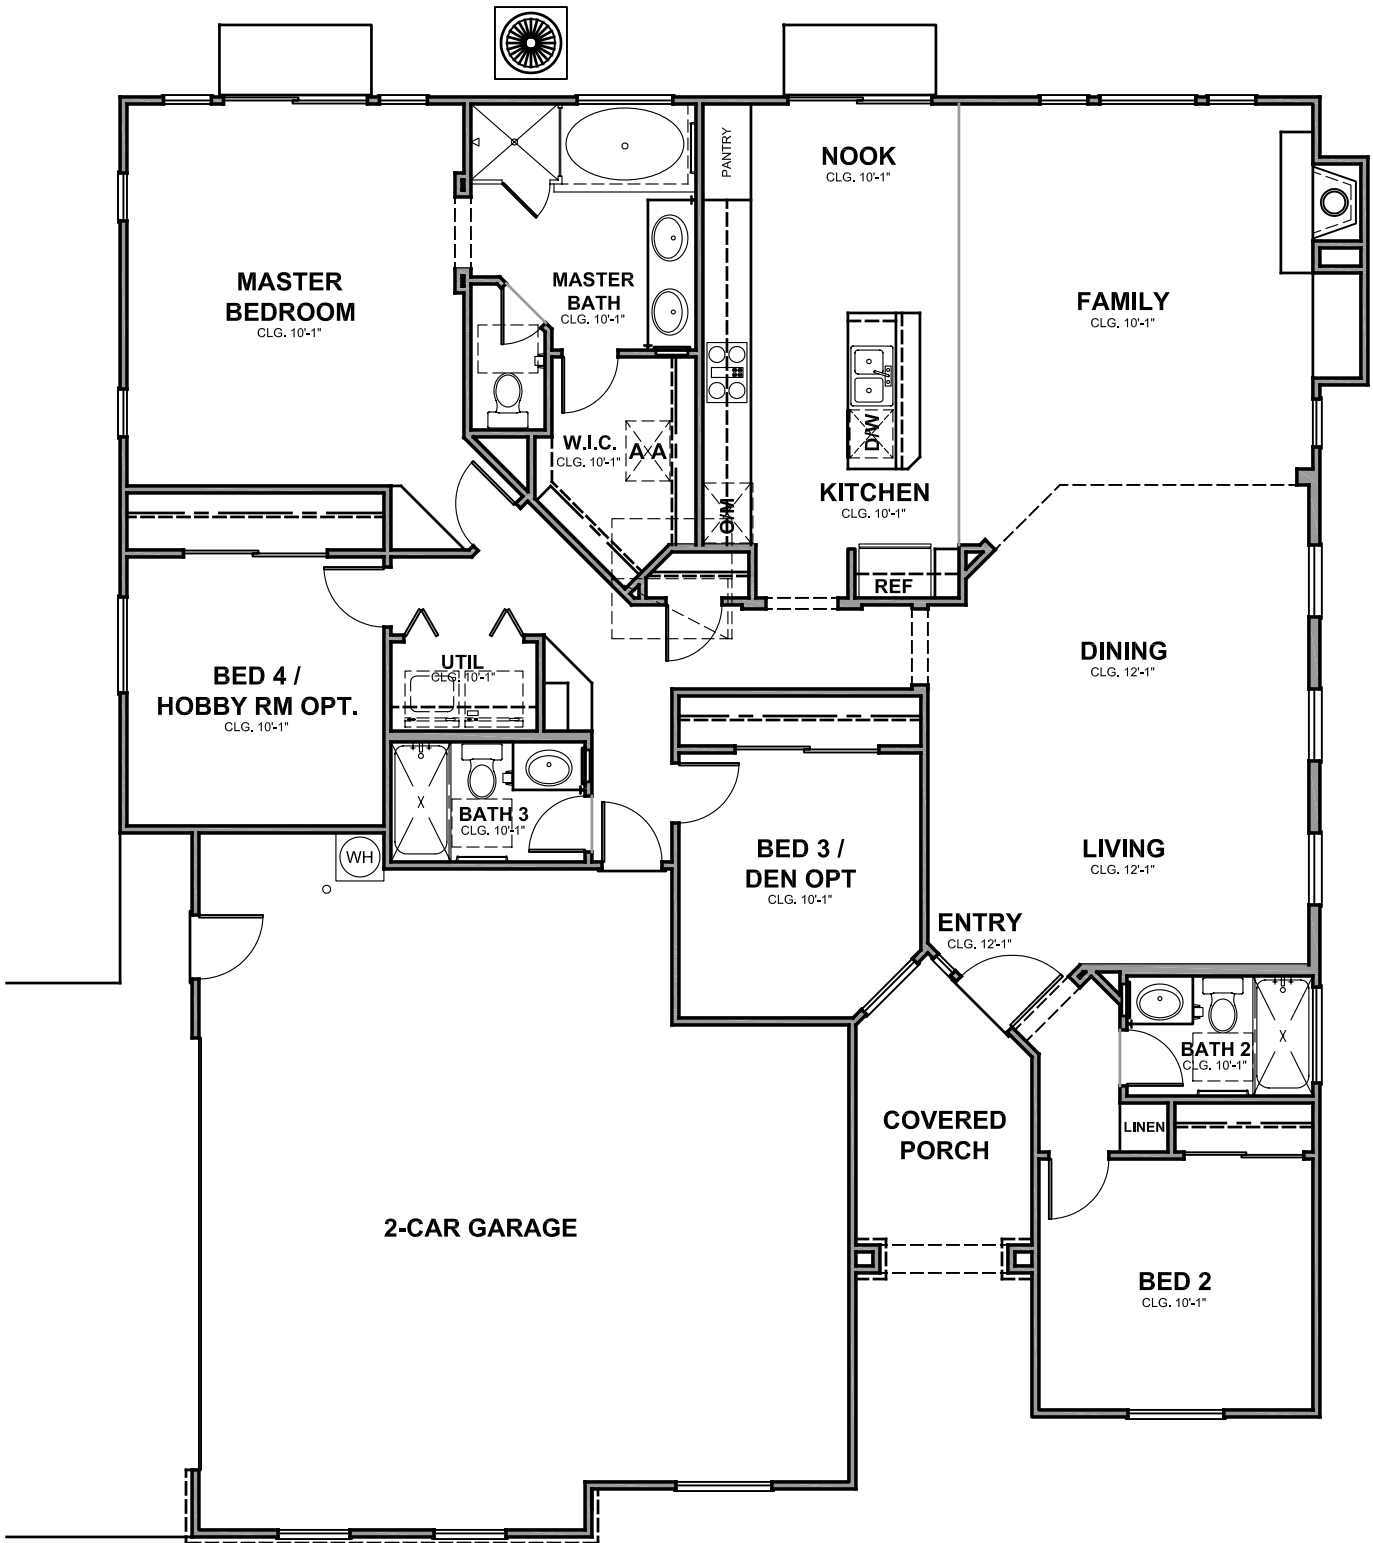 PANTRY
NOOK
CLG. 10'-1"
MASTER
BEDROOM
CLG. 10'-1"
MASTER
BATH
CLG. 10'-1"
FAMILY
CLG. 10'-1"
D/W
W.I.C.
CLG. 10'-1"
A A
KITCHEN
CLG. 10'-1"
O/M
REF
UTIL
CLG. 10'-1"
DINING
CLG. 12'-1"
BED 4 /
HOBBY RM OPT.
CLG. 10'-1"
BATH 3
CLG. 10'-1"
WH
BED 3 /
DEN OPT
CLG. 10'-1"
LIVING
CLG. 12'-1"
ENTRY
CLG. 12'-1"
BATH 2
CLG. 10'-1"
COVERED
PORCH
LINEN
2-CAR GARAGE
BED 2
CLG. 10'-1"